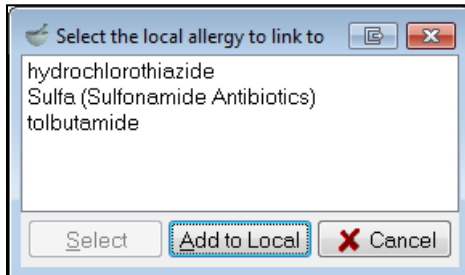 Select the local allergy to link to
hydrochlorothiazide
Sulfa (Sulfonamide Antibiotics)
tolbutamide
Select
Add to Local
Cancel